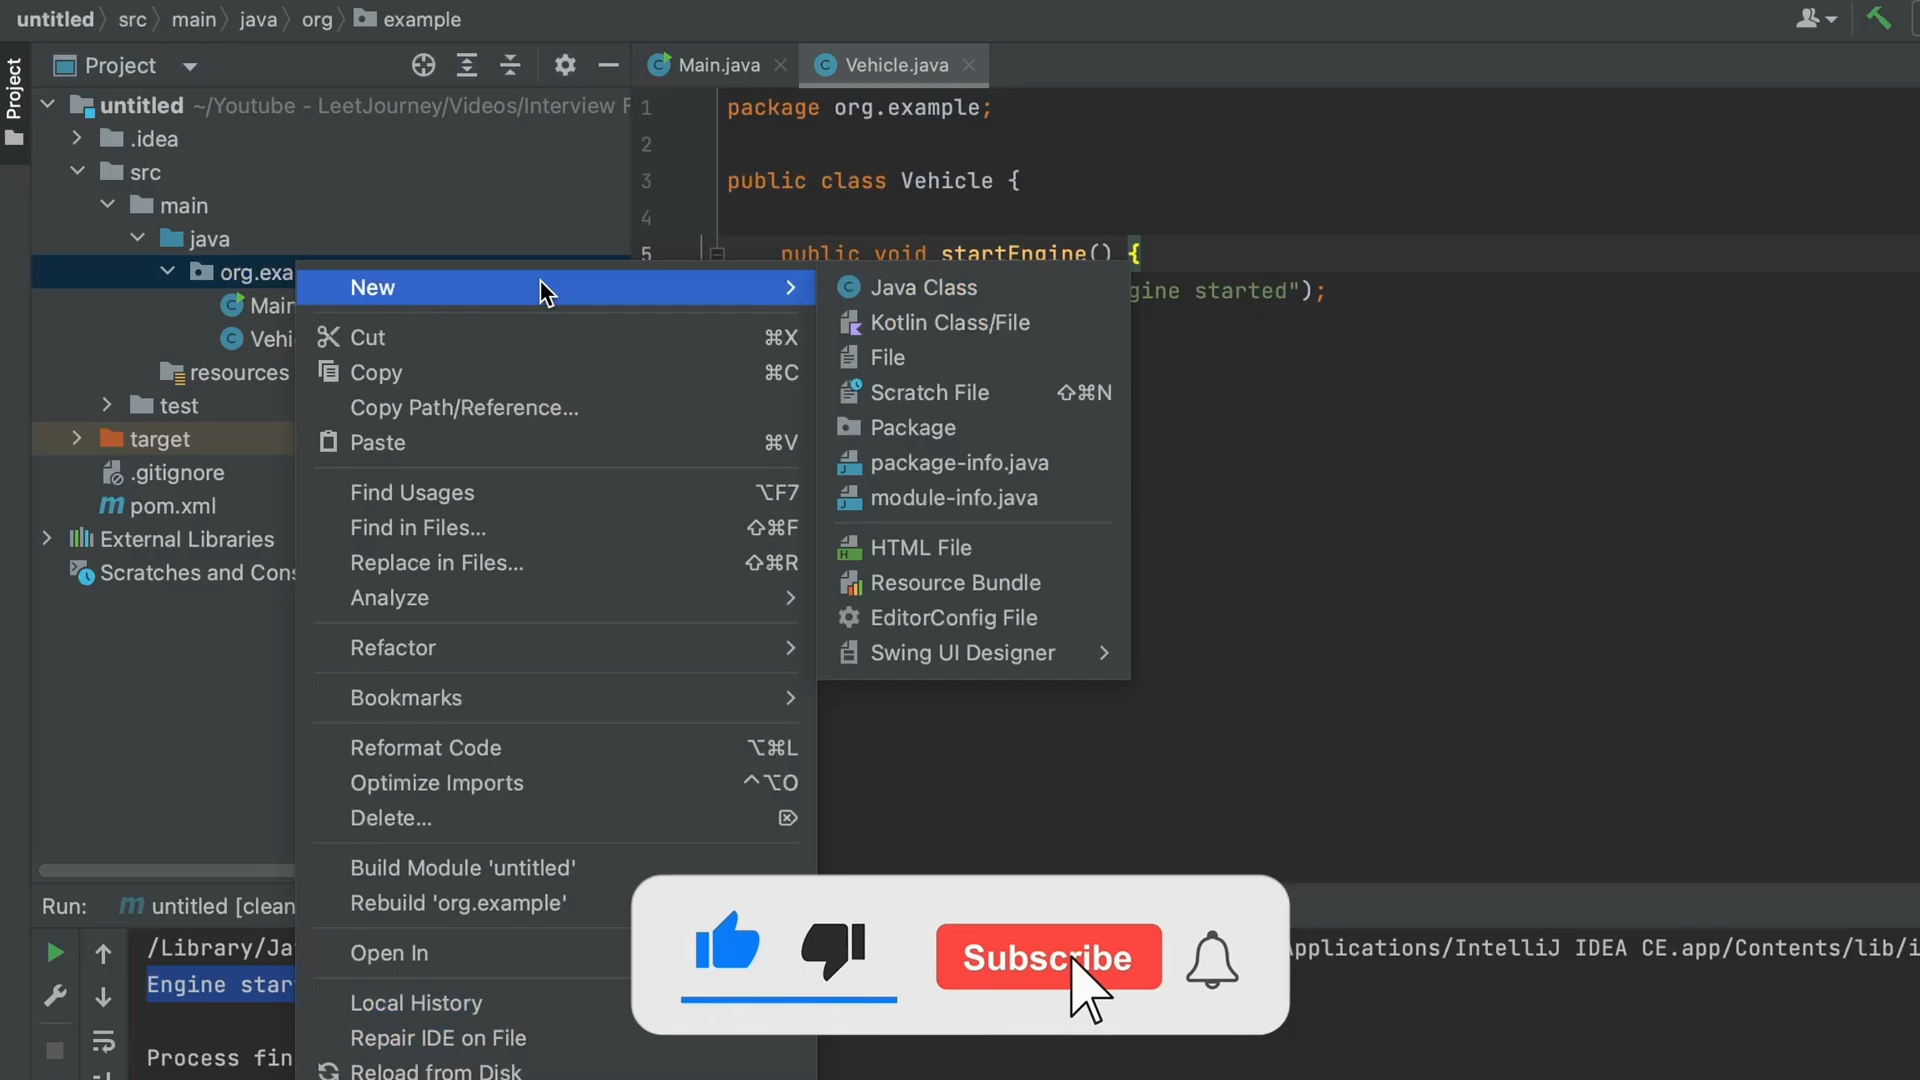 untitled src main java org example
Project
Project
Main.java
Vehicle.java
untitled ~/Youtube - LeetJourney/Videos/Interview
.idea
src
main
java
org.exa
Main
Vehi
resources
test
target
.gitignore
pom.xml
External Libraries
Scratches and Cons
1 package org.example;
2
3 public class Vehicle {
4
5 public void startEngine() {
gine started");
New
Cut ⌘X
Copy ⌘C
Copy Path/Reference...
Paste ⌘V
Find Usages ⌥F7
Find in Files... ⇧⌘F
Replace in Files... ⇧⌘R
Analyze
Refactor
Bookmarks
Reformat Code ⌥⌘L
Optimize Imports ^⌥O
Delete... ⌦
Build Module 'untitled'
Rebuild 'org.example'
Open In
Local History
Repair IDE on File
Reload from Disk
Java Class
Kotlin Class/File
File
Scratch File ⇧⌘N
Package
package-info.java
module-info.java
HTML File
Resource Bundle
EditorConfig File
Swing UI Designer
Run: untitled [clean
/Library/Ja
pplications/IntelliJ IDEA CE.app/Contents/lib/i
Engine star
Process fin
Subscribe